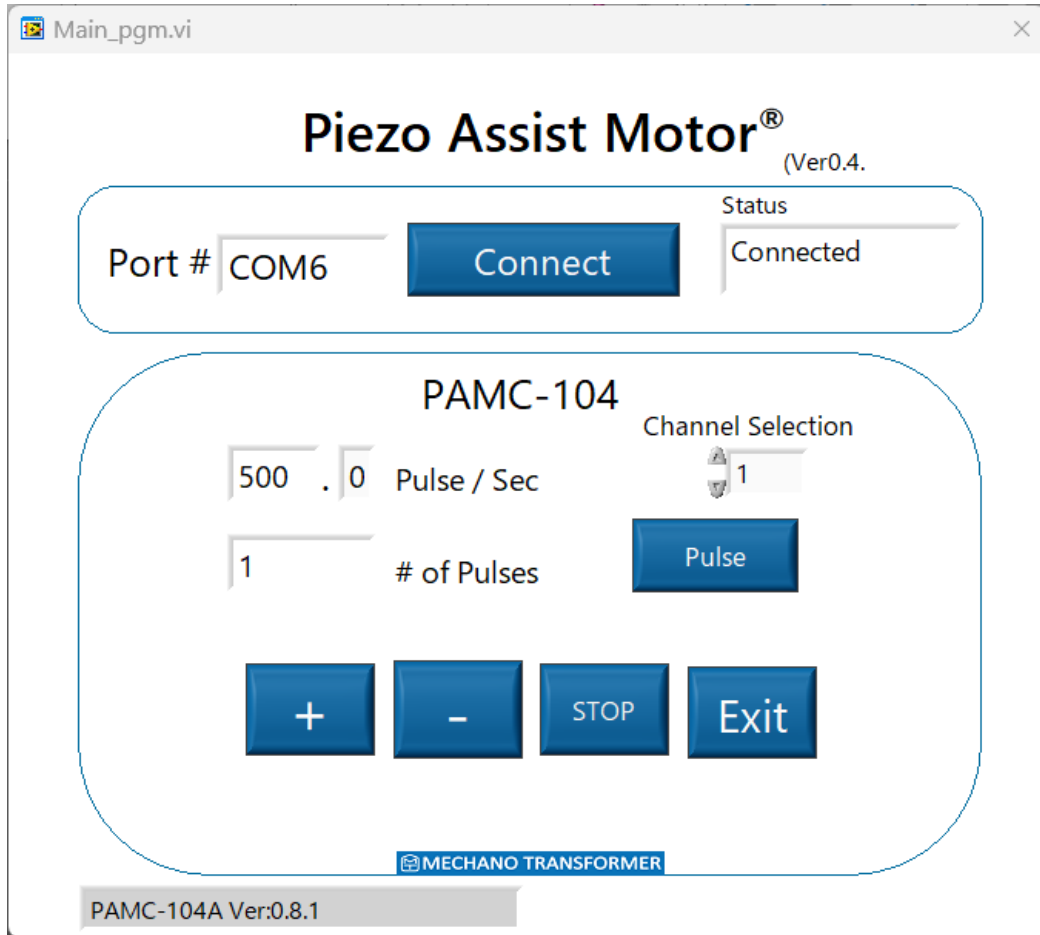 Main_pgm.vi
Piezo Assist Motor®
(Ver0.4.
Status
Port # COM6 Connect Connected
PAMC-104
Channel Selection
500 . 0 Pulse / Sec 1
1 # of Pulses Pulse
+ - STOP Exit
MECHANO TRANSFORMER
PAMC-104A Ver:0.8.1